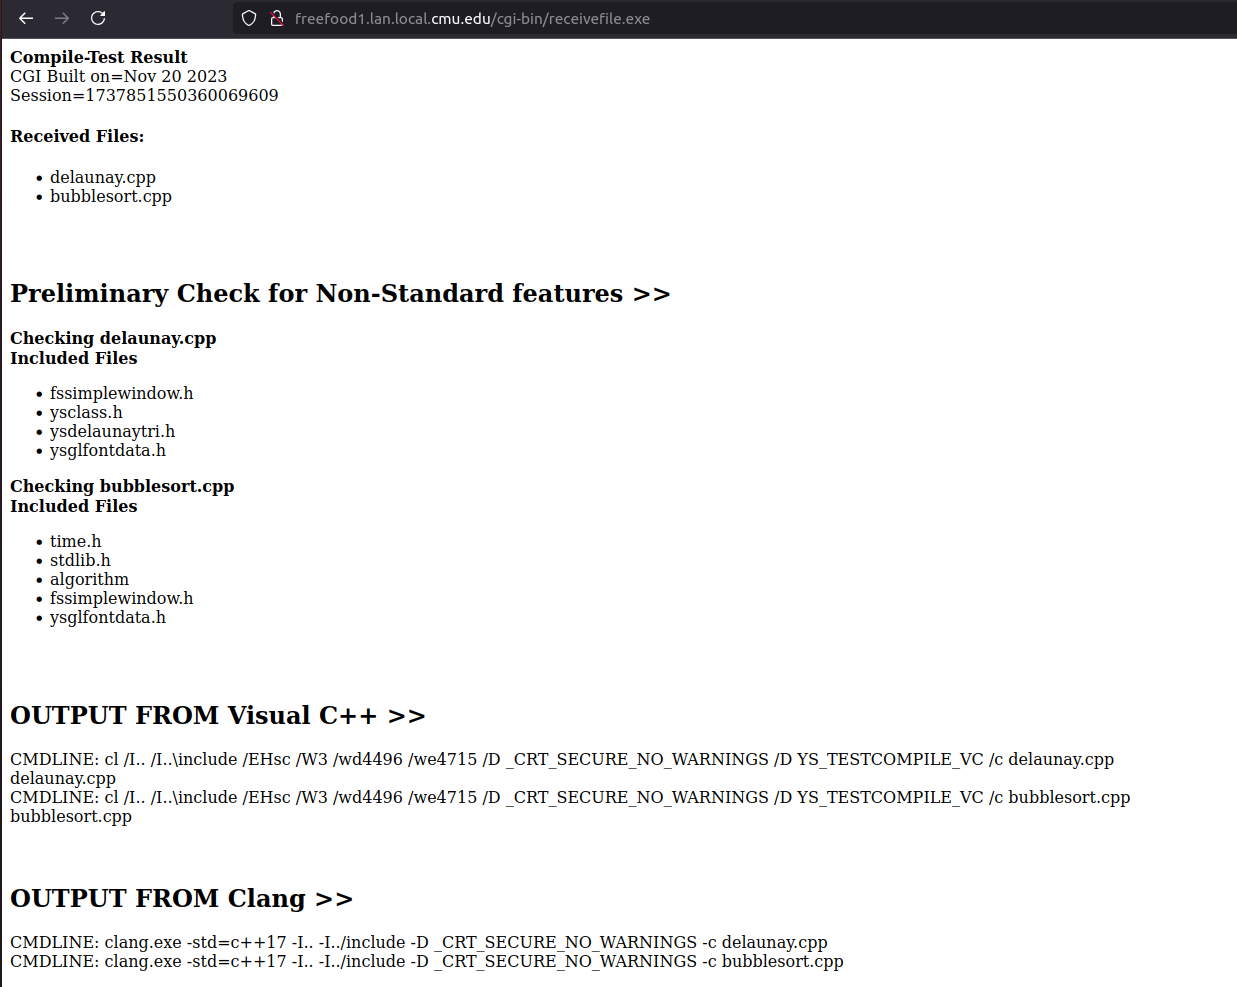 freefood1.lan.local.cmu.edu/cgi-bin/receivefile.exe
Compile-Test Result
CGI Built on=Nov 20 2023
Session=1737851550360069609
Received Files:
delaunay.cpp
bubblesort.cpp
Preliminary Check for Non-Standard features >>
Checking delaunay.cpp
Included Files
fssimplewindow.h
ysclass.h
ysdelaunaytri.h
ysglfontdata.h
Checking bubblesort.cpp
Included Files
time.h
stdlib.h
algorithm
fssimplewindow.h
ysglfontdata.h
OUTPUT FROM Visual C++ >>
CMDLINE: cl /I.. /I..\include /EHsc /W3 /wd4496 /we4715 /D _CRT_SECURE_NO_WARNINGS /D YS_TESTCOMPILE_VC /c delaunay.cpp
delaunay.cpp
CMDLINE: cl /I.. /I..\include /EHsc /W3 /wd4496 /we4715 /D _CRT_SECURE_NO_WARNINGS /D YS_TESTCOMPILE_VC /c bubblesort.cpp
bubblesort.cpp
OUTPUT FROM Clang >>
CMDLINE: clang.exe -std=c++17 -I.. -I../include -D _CRT_SECURE_NO_WARNINGS -c delaunay.cpp
CMDLINE: clang.exe -std=c++17 -I.. -I../include -D _CRT_SECURE_NO_WARNINGS -c bubblesort.cpp